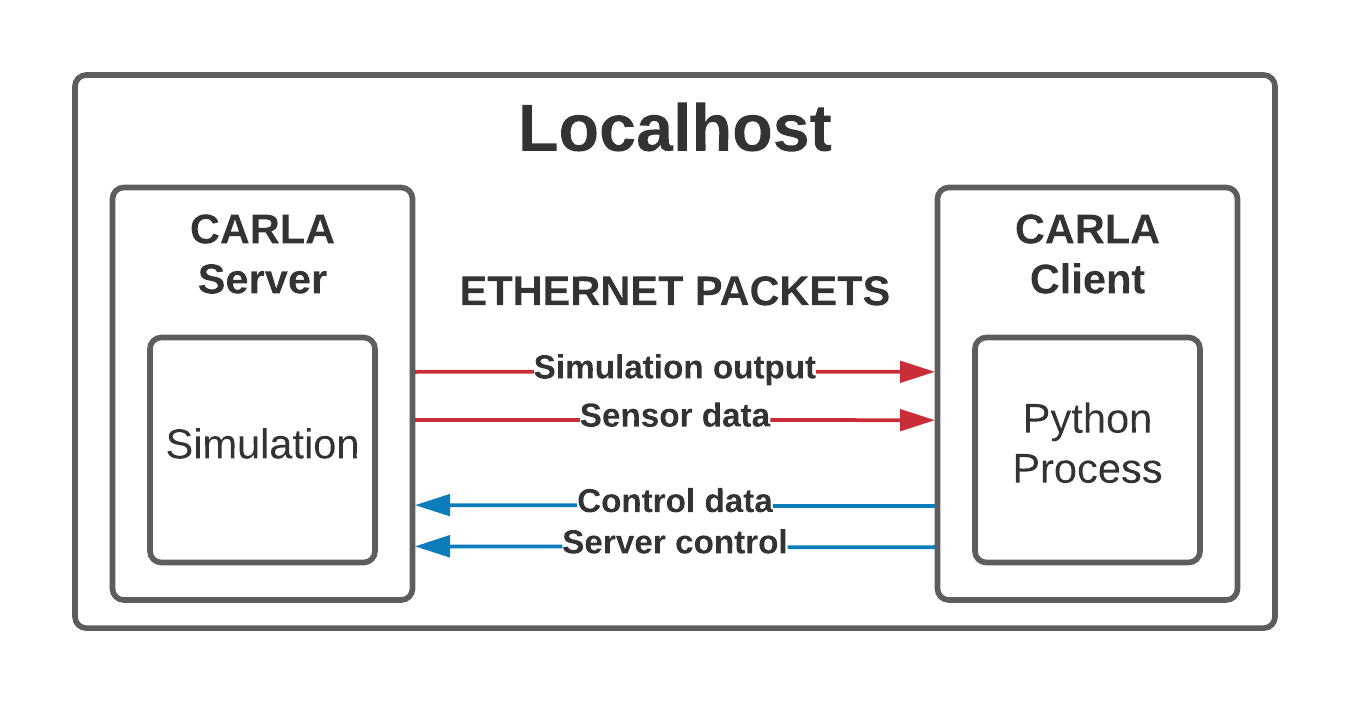 Localhost
CARLA
Server
Simulation
ETHERNET PACKETS
Simulation output
Sensor data
Control data
Server control
CARLA
Client
Python
Process